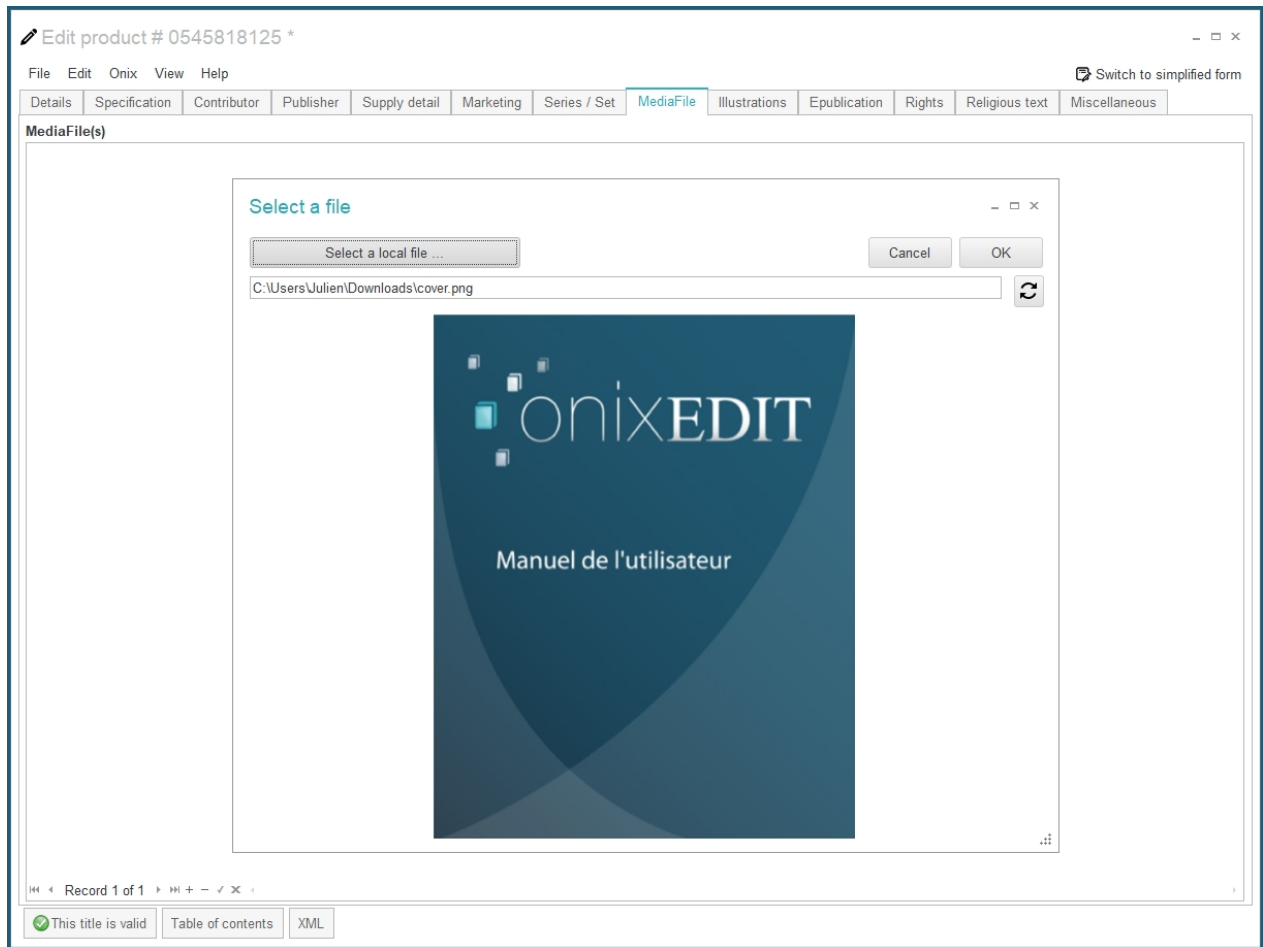 Edit product # 0545818125 *
File Edit Onix View Help
Switch to simplified form
Details Specification Contributor Publisher Supply detail Marketing Series / Set MediaFile Illustrations Epublication Rights Religious text Miscellaneous
MediaFile(s)
Select a file
Select a local file ... Cancel OK
C:\Users\Julien\Downloads\cover.png
onixEDIT
Manuel de l'utilisateur
Record 1 of 1
This title is valid Table of contents XML